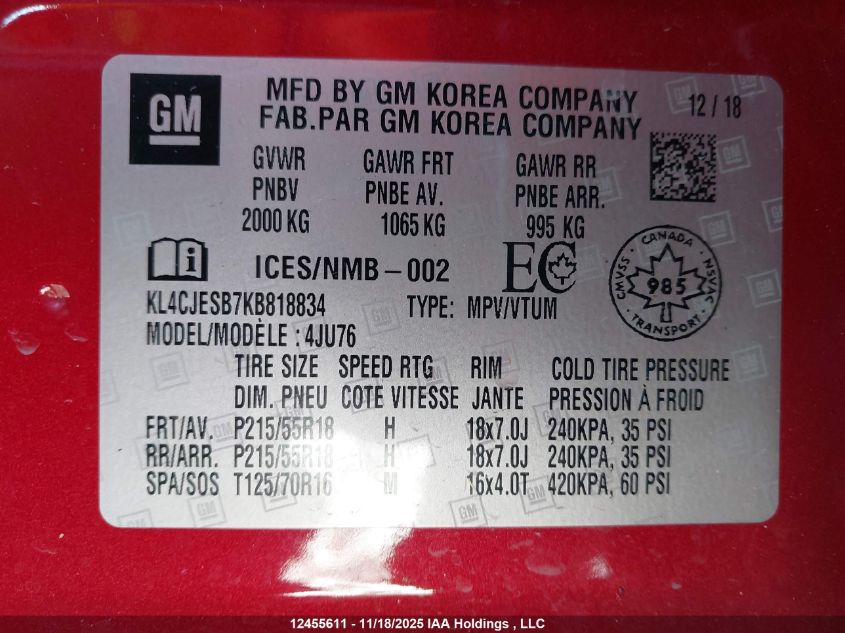 GM
MFD BY GM KOREA COMPANY 12 / 18
FAB.PAR GM KOREA COMPANY
GVWR GAWR FRT GAWR RR
PNBV PNBE AV. PNBE ARR.
2000 KG 1065 KG 995 KG
i ICES/NMB-002 EC
CANADA
CMVSS 985 NSVAC
TRANSPORT
KL4CJESB7KB818834 TYPE: MPV/VTUM
MODEL/MODÈLE : 4JU76
TIRE SIZE SPEED RTG RIM COLD TIRE PRESSURE
DIM. PNEU COTE VITESSE JANTE PRESSION À FROID
FRT/AV. P215/55R18 H 18x7.0J 240KPA, 35 PSI
RR/ARR. P215/55R18 H 18x7.0J 240KPA, 35 PSI
SPA/SOS T125/70R16 M 16x4.0T 420KPA, 60 PSI
12455611 - 11/18/2025 IAA Holdings , LLC